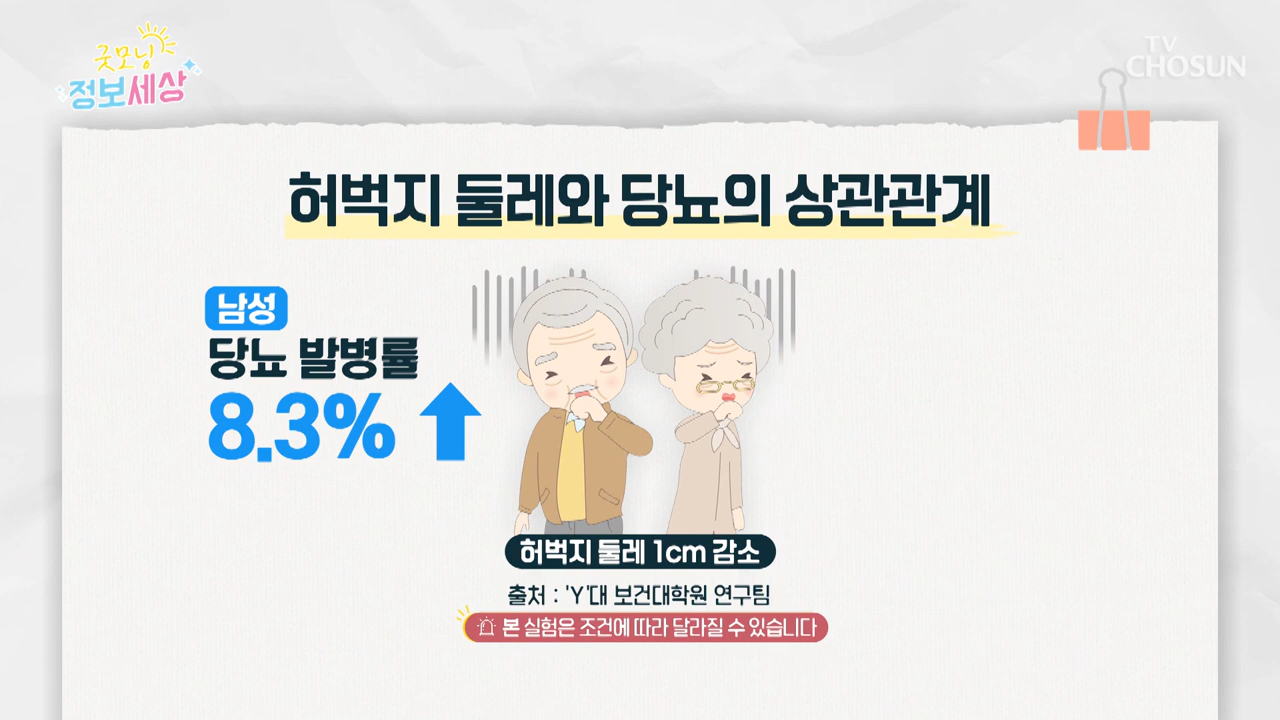 굿모닝
정보세상
TV
CHOSUN
허벅지 둘레와 당뇨의 상관관계
남성
당뇨 발병률
8.3%
허벅지 둘레 1cm 감소
출처 : 'Y'대 보건대학원 연구팀
본 실험은 조건에 따라 달라질 수 있습니다